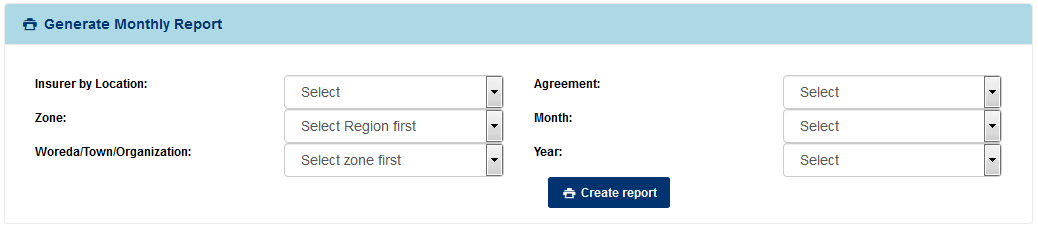 Generate Monthly Report
Insurer by Location: Select Agreement: Select
Zone: Select Region first Month: Select
Woreda/Town/Organization: Select zone first Year: Select
Create report